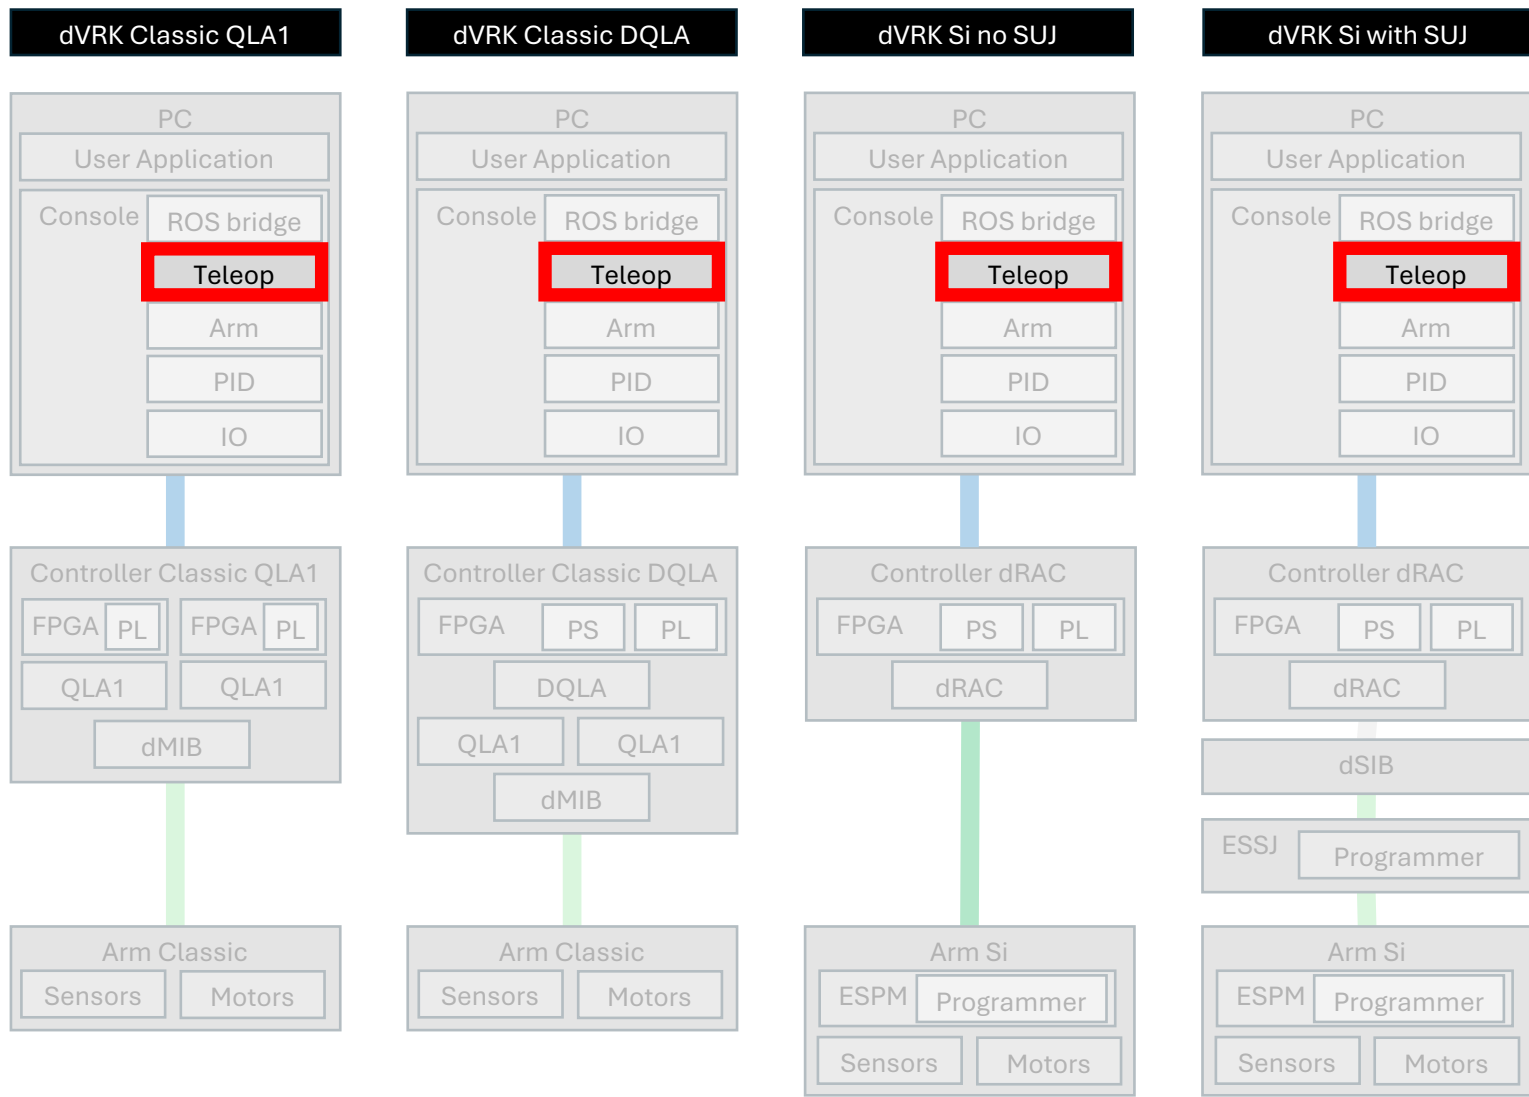 dVRK Classic QLA1
PC
User Application
Console
ROS bridge
Teleop
Arm
PID
IO
Controller Classic QLA1
FPGA PL
FPGA PL
QLA1
QLA1
dMIB
Arm Classic
Sensors
Motors
dVRK Classic DQLA
PC
User Application
Console
ROS bridge
Teleop
Arm
PID
IO
Controller Classic DQLA
FPGA
PS
PL
DQLA
QLA1
QLA1
dMIB
Arm Classic
Sensors
Motors
dVRK Si no SUJ
PC
User Application
Console
ROS bridge
Teleop
Arm
PID
IO
Controller dRAC
FPGA
PS
PL
dRAC
Arm Si
ESPM
Programmer
Sensors
Motors
dVRK Si with SUJ
PC
User Application
Console
ROS bridge
Teleop
Arm
PID
IO
Controller dRAC
FPGA
PS
PL
dRAC
dSIB
ESSJ
Programmer
Arm Si
ESPM
Programmer
Sensors
Motors